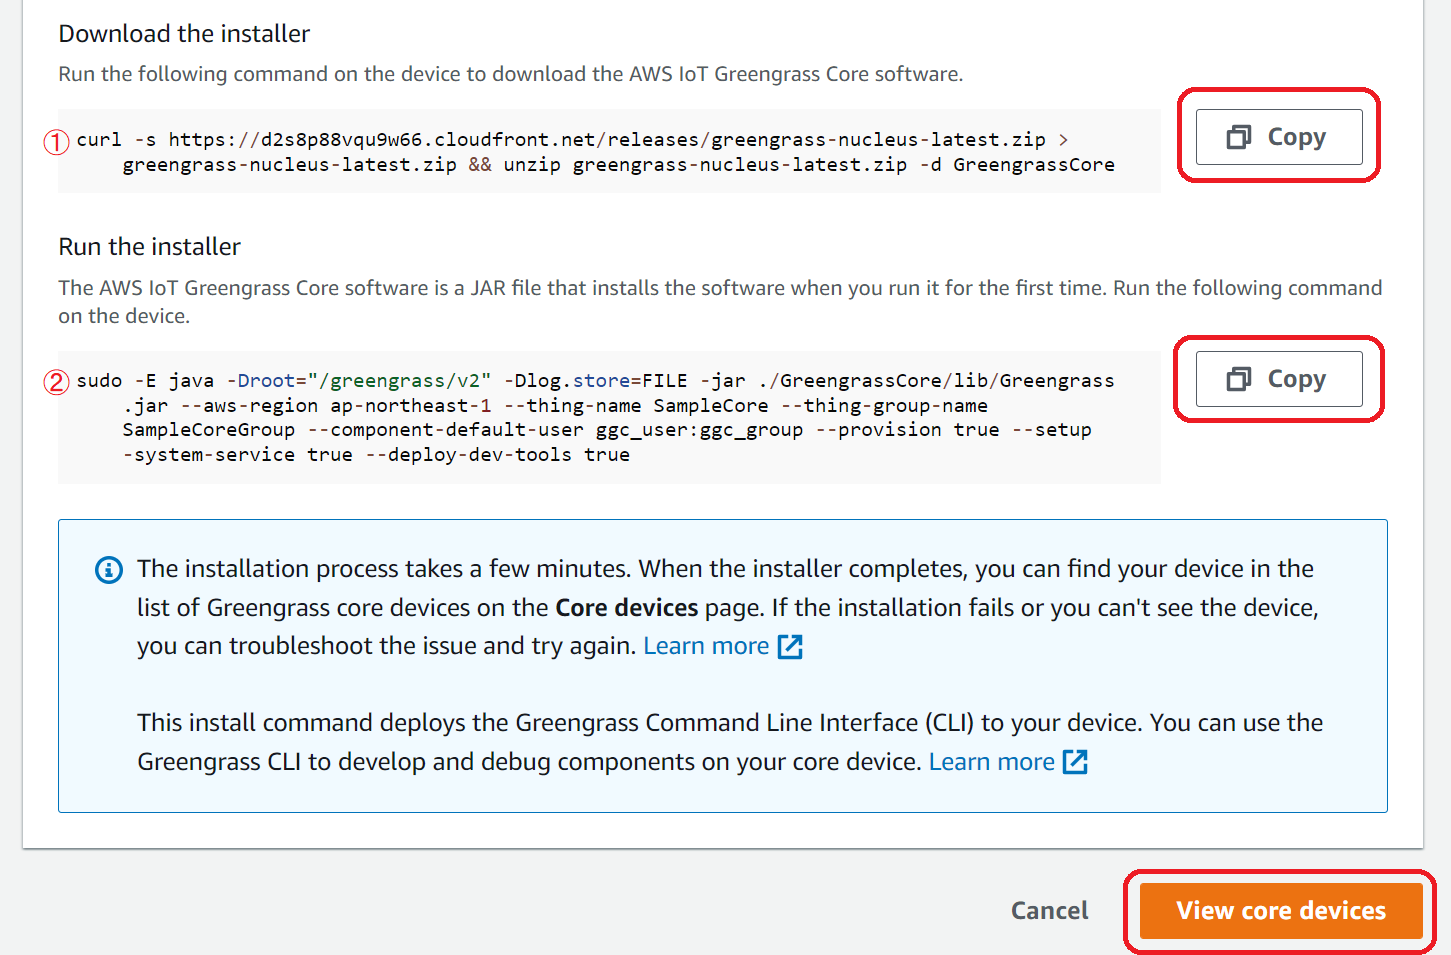 Download the installer
Run the following command on the device to download the AWS IoT Greengrass Core software.
① curl -s https://d2s8p88vqu9w66.cloudfront.net/releases/greengrass-nucleus-latest.zip >
greengrass-nucleus-latest.zip && unzip greengrass-nucleus-latest.zip -d GreengrassCore
Copy
Run the installer
The AWS IoT Greengrass Core software is a JAR file that installs the software when you run it for the first time. Run the following command
on the device.
② sudo -E java -Droot="/greengrass/v2" -Dlog.store=FILE -jar ./GreengrassCore/lib/Greengrass
.jar --aws-region ap-northeast-1 --thing-name SampleCore --thing-group-name
SampleCoreGroup --component-default-user ggc_user:ggc_group --provision true --setup
-system-service true --deploy-dev-tools true
Copy
The installation process takes a few minutes. When the installer completes, you can find your device in the
list of Greengrass core devices on the Core devices page. If the installation fails or you can't see the device,
you can troubleshoot the issue and try again. Learn more
This install command deploys the Greengrass Command Line Interface (CLI) to your device. You can use the
Greengrass CLI to develop and debug components on your core device. Learn more
Cancel
View core devices